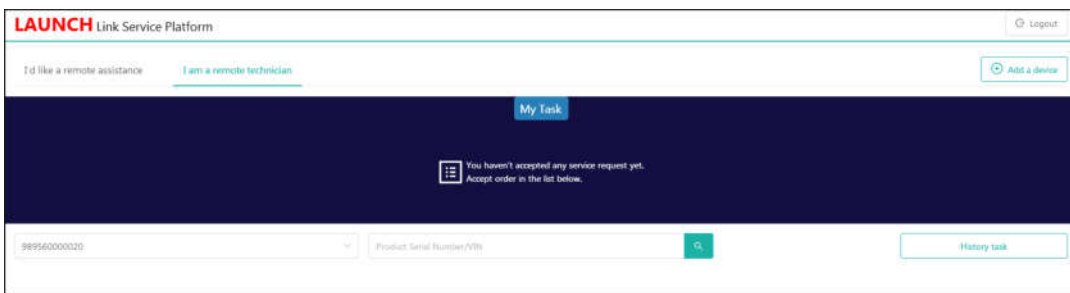 LAUNCH Link Service Platform
Logout
I'd like a remote assistance
I am a remote technician
Add a device
My Task
You haven't accepted any service request yet.
Accept order in the list below.
989560000020
Product Serial Number/VIN
History task